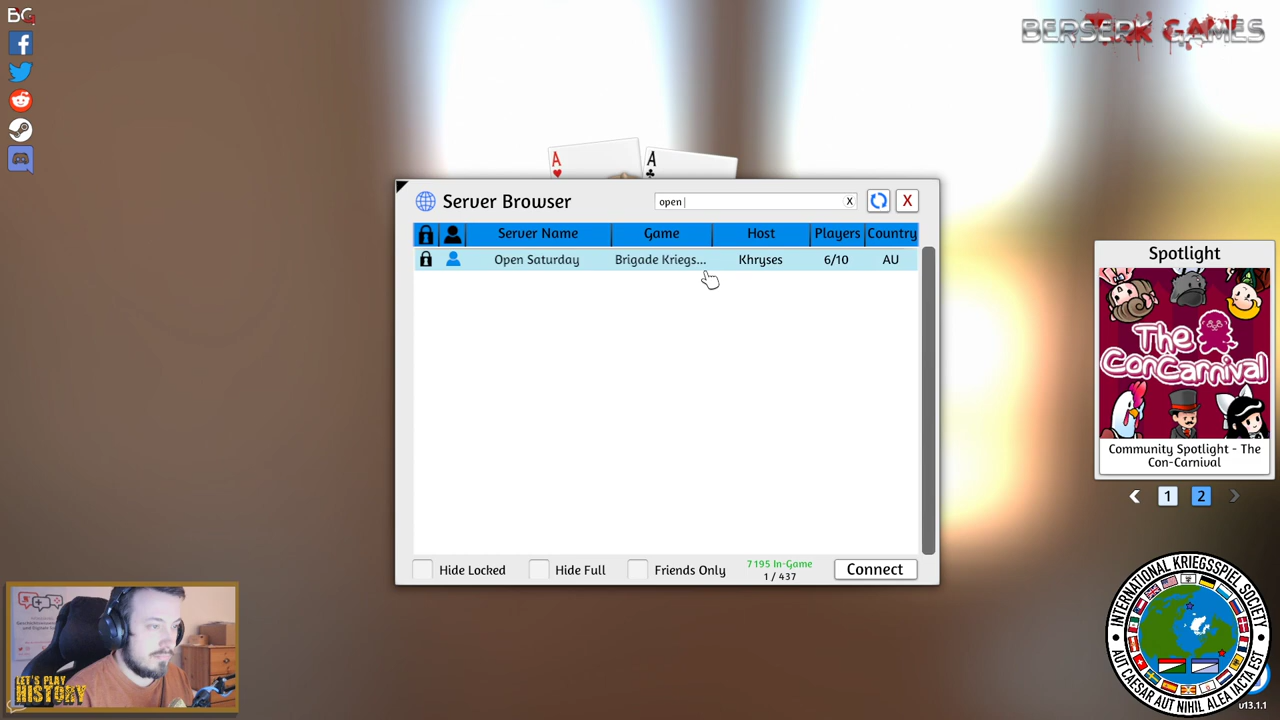 BG
BERSERK GAMES
A
A
Server Browser
open
X
X
Server Name
Game
Host
Players
Country
Open Saturday
Brigade Kriegs...
Khryses
6/10
AU
Hide Locked
Hide Full
Friends Only
7195 In-Game
1 / 437
Connect
Spotlight
The
ConCarnival
Community Spotlight - The
Con-Carnival
1
2
LET'S PLAY
HISTORY
INTERNATIONAL KRIEGSSPIEL SOCIETY
AUT CAESAR AUT NIHIL ALEA IACTA EST
v13.1.1